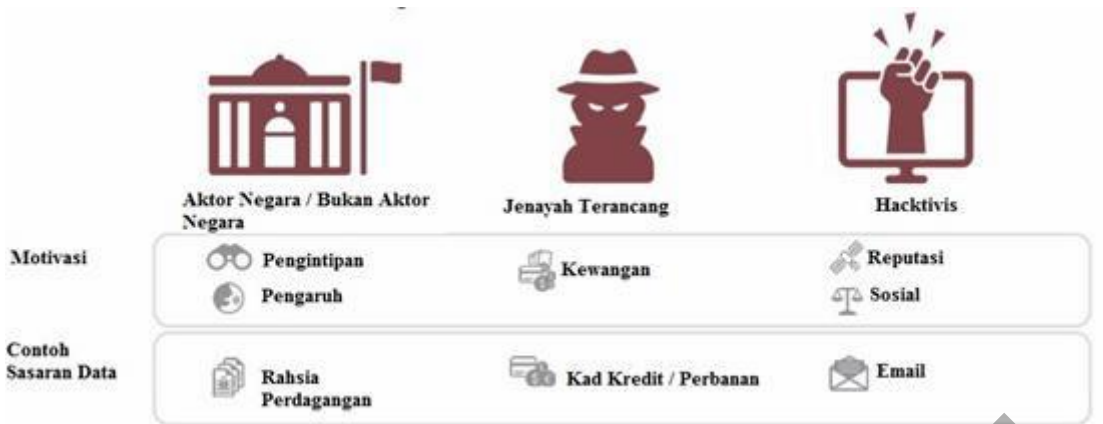 Aktor Negara / Bukan Aktor
Negara
Jenayah Terancang
Hacktivis
Motivasi
Pengintipan
Pengaruh
Kewangan
Reputasi
Sosial
Contoh
Sasaran Data
Rahsia
Perdagangan
Kad Kredit / Perbanan
Email